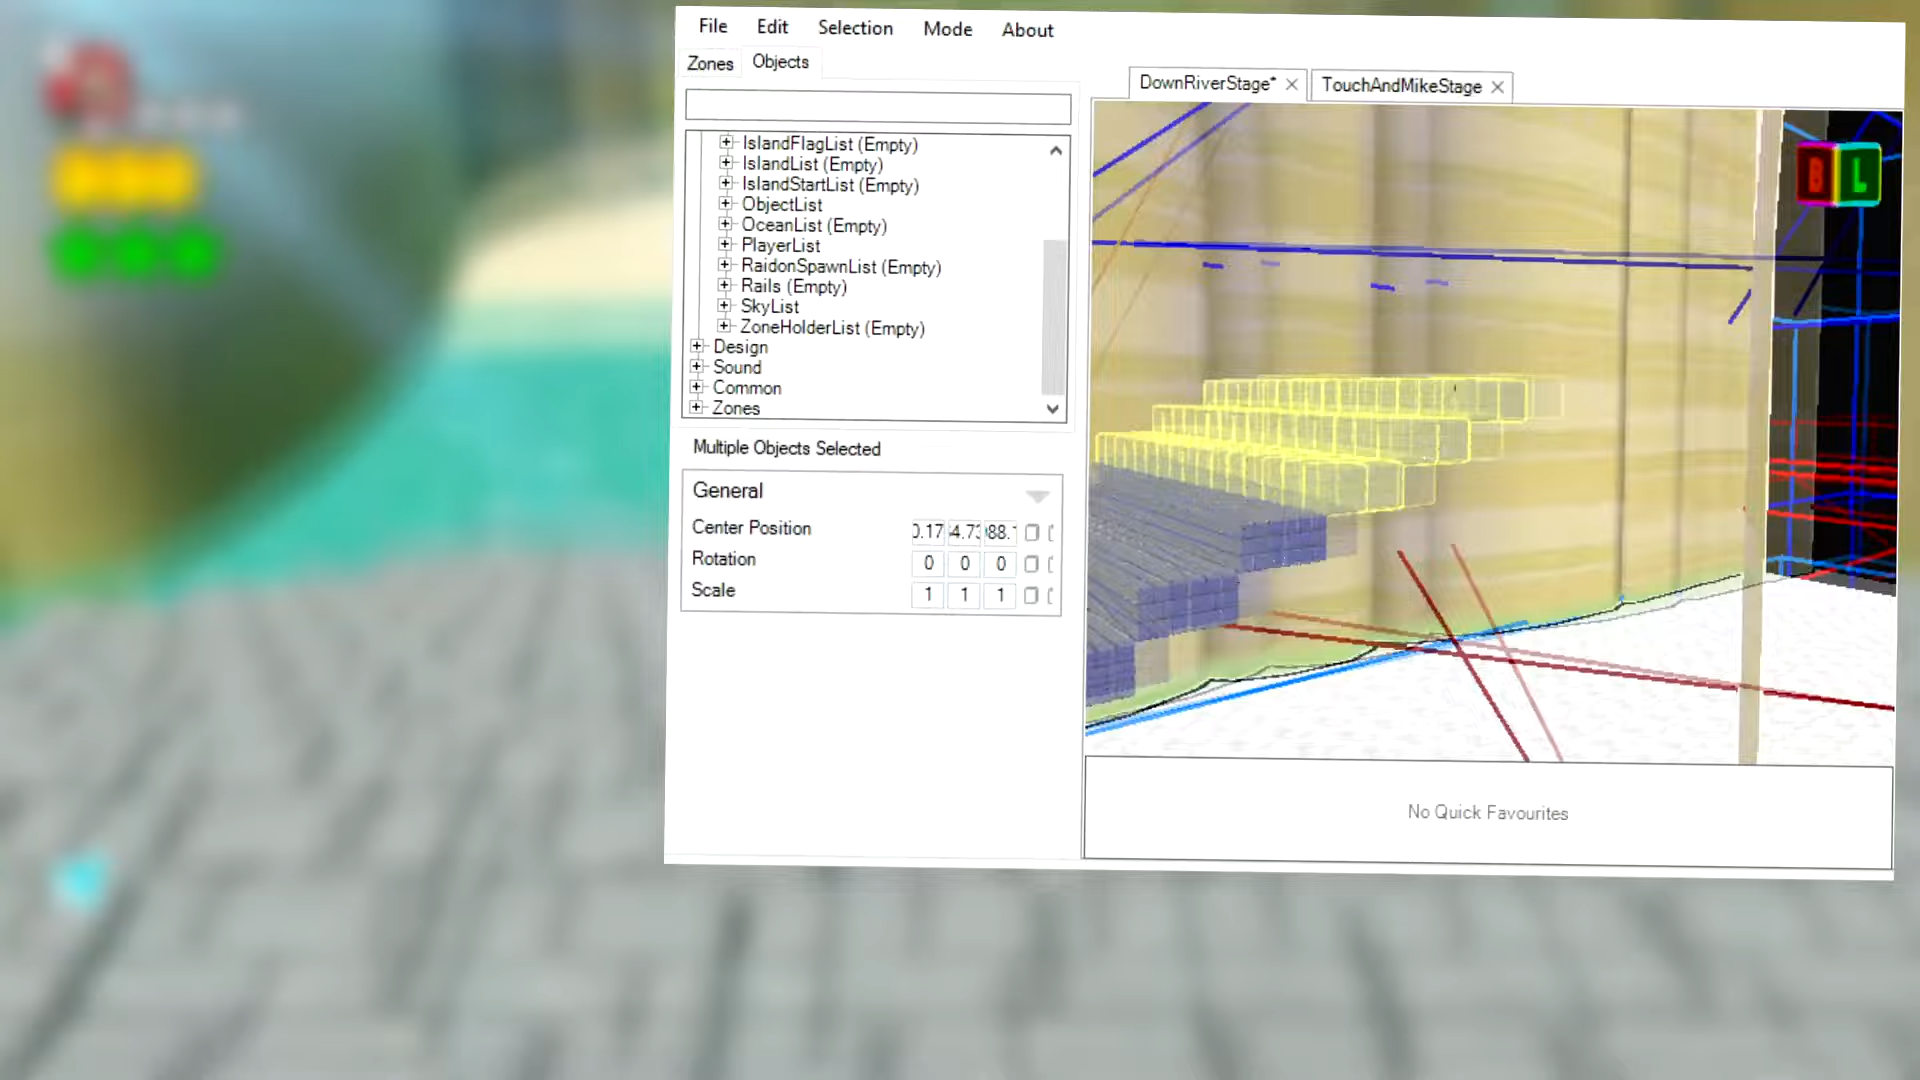 File Edit Selection Mode About
Zones Objects
DownRiverStage* TouchAndMikeStage
IslandFlagList (Empty)
IslandList (Empty)
IslandStartList (Empty)
ObjectList
OceanList (Empty)
PlayerList
RaidonSpawnList (Empty)
Rails (Empty)
SkyList
ZoneHolderList (Empty)
Design
Sound
Common
Zones
B L
Multiple Objects Selected
General
Center Position
Rotation 0 0 0
Scale 1 1 1
No Quick Favourites